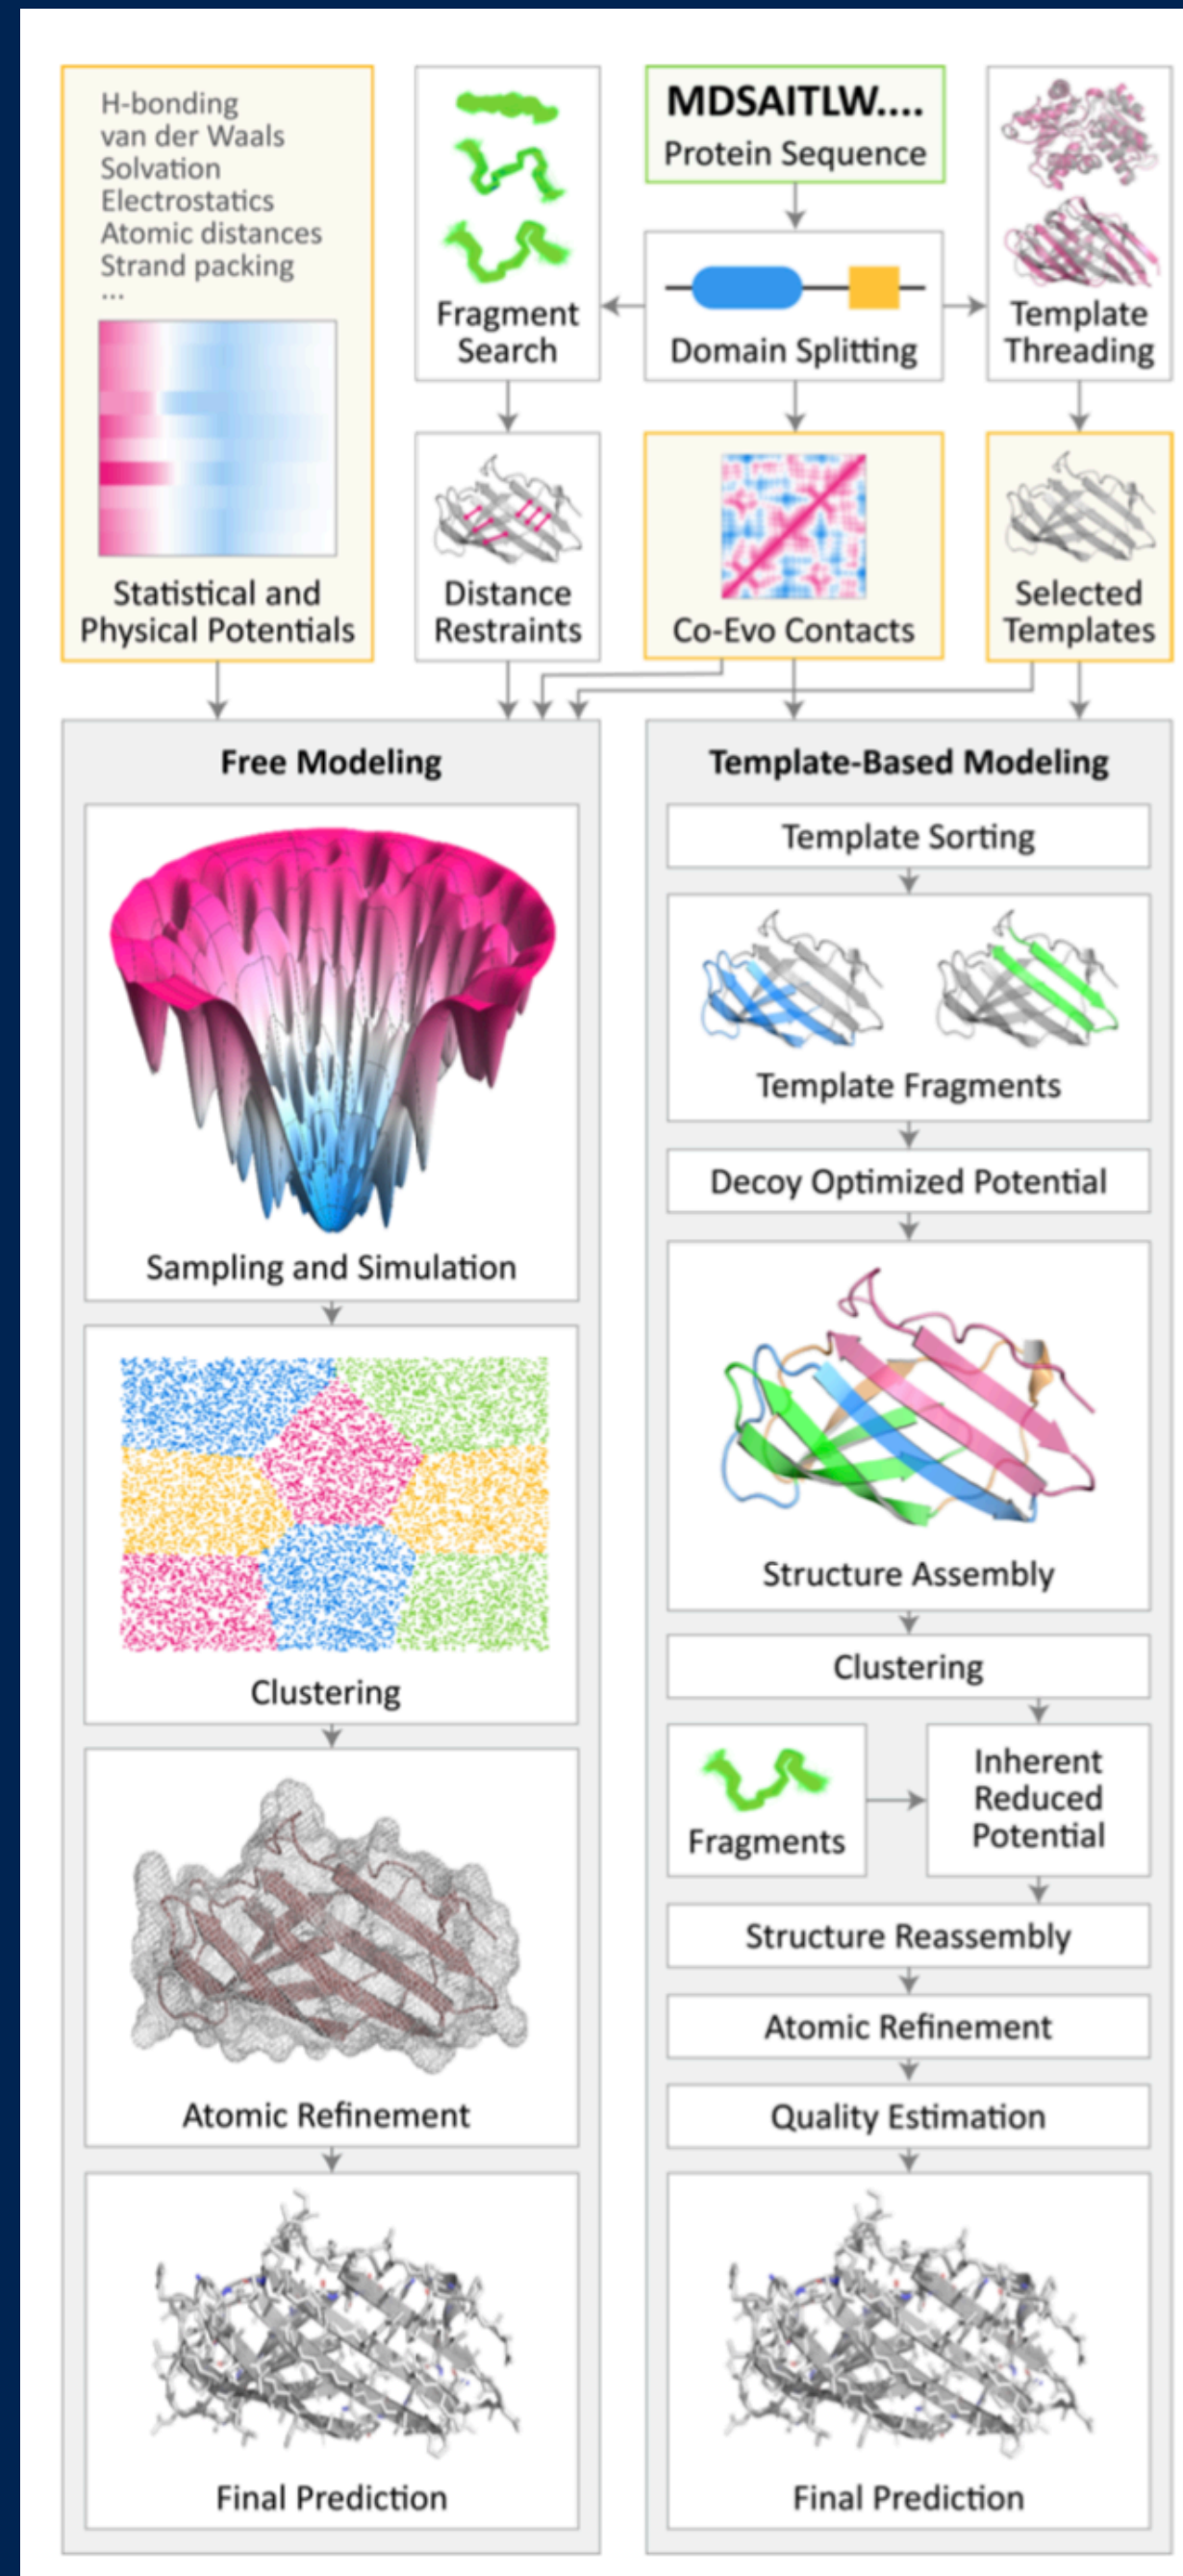 H-bonding
van der Waals
Solvation
Electrostatics
Atomic distances
Strand packing
...
Statistical and
Physical Potentials
Fragment
Search
MDSAITLW....
Protein Sequence
Domain Splitting
Template
Threading
Distance
Restraints
Co-Evo Contacts
Selected
Templates
Free Modeling
Sampling and Simulation
Clustering
Atomic Refinement
Final Prediction
Template-Based Modeling
Template Sorting
Template Fragments
Decoy Optimized Potential
Structure Assembly
Clustering
Fragments
Inherent
Reduced
Potential
Structure Reassembly
Atomic Refinement
Quality Estimation
Final Prediction